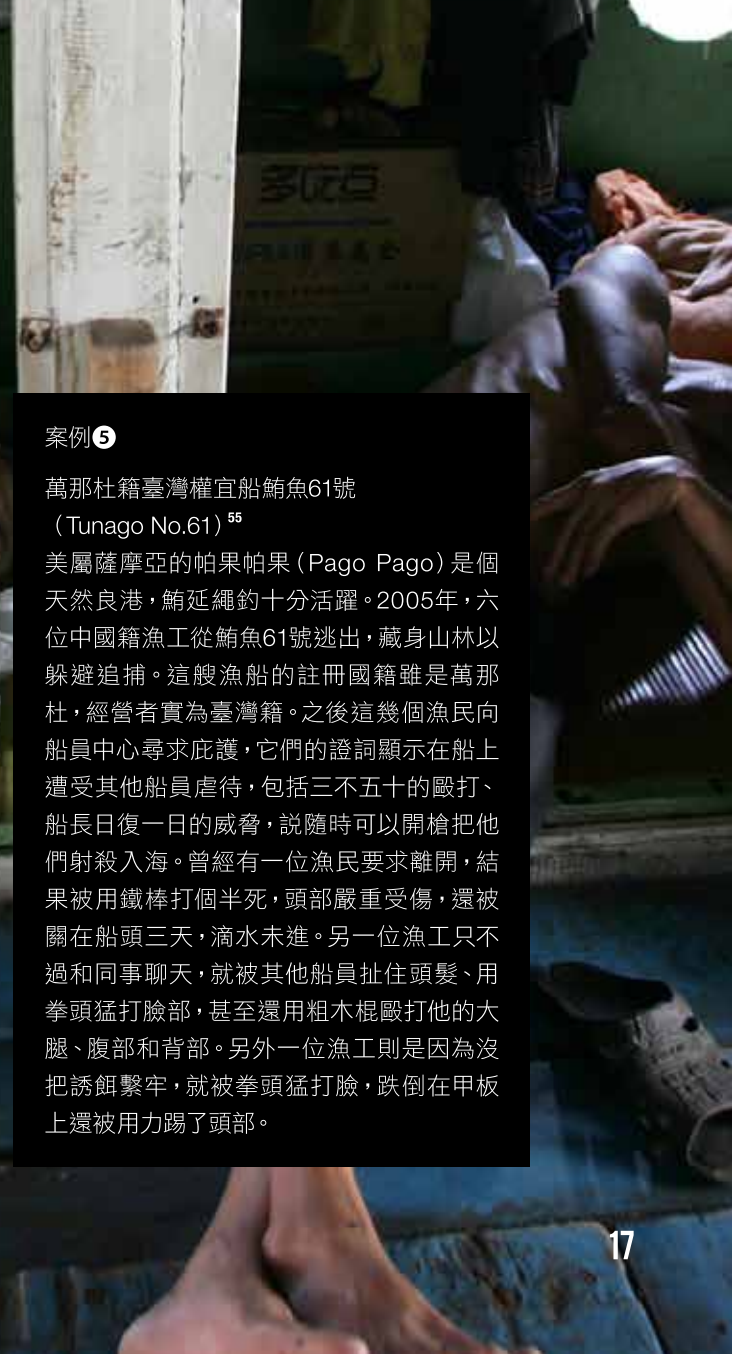 多伈点
案例5
萬那杜籍臺灣權宜船鮪魚61號
（Tunago No.61）55
美屬薩摩亞的帕果帕果（Pago Pago）是個
天然良港，鮪延繩釣十分活躍。2005年，六
位中國籍漁工從鮪魚61號逃出，藏身山林以
躲避追捕。這艘漁船的註冊國籍雖是萬那
杜，經營者實為臺灣籍。之後這幾個漁民向
船員中心尋求庇護，它們的證詞顯示在船上
遭受其他船員虐待，包括三不五十的毆打、
船長日復一日的威脅，説隨時可以開槍把他
們射殺入海。曾經有一位漁民要求離開，結
果被用鐵棒打個半死，頭部嚴重受傷，還被
關在船頭三天，滴水未進。另一位漁工只不
過和同事聊天，就被其他船員扯住頭髮、用
拳頭猛打臉部，甚至還用粗木棍毆打他的大
腿、腹部和背部。另外一位漁工則是因為沒
把誘餌繫牢，就被拳頭猛打臉，跌倒在甲板
上還被用力踢了頭部。
17